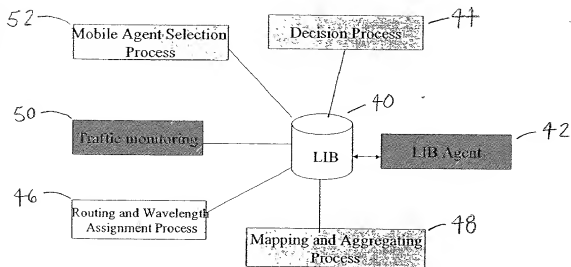 52
Mobile Agent Selection
Process
44
Decision Process
50
Traffic monitoring
40
LIB
42
LIB Agent
46
Routing and Wavelength
Assignment Process
48
Mapping and Aggregating
Process